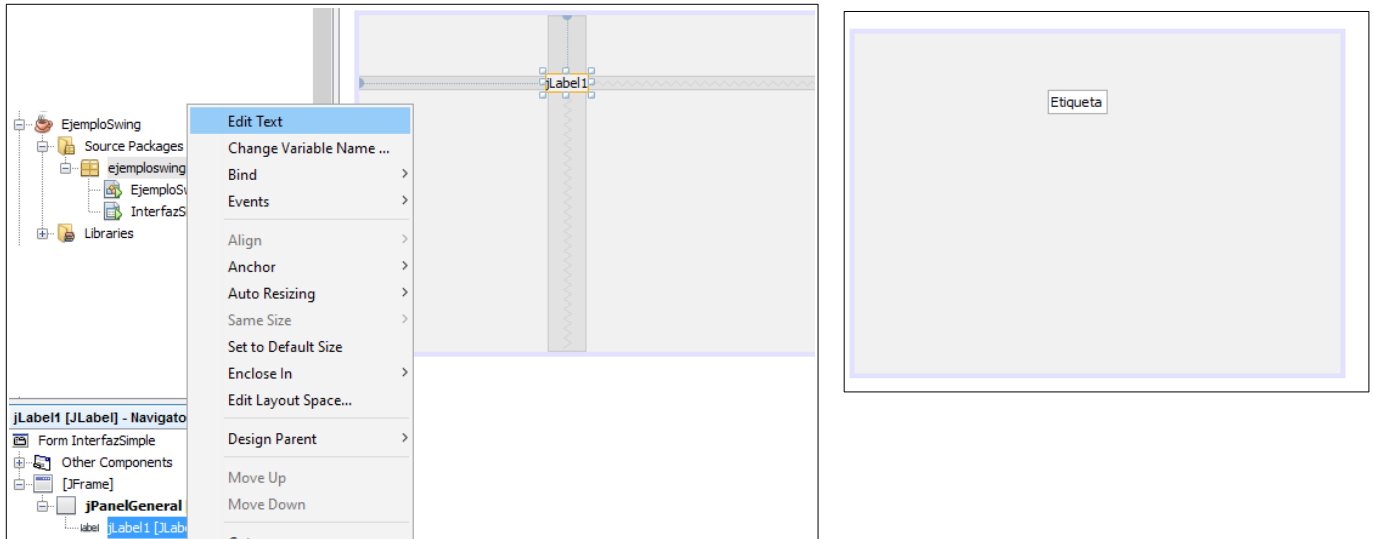 jLabel1
EjemploSwing
Source Packages
ejemploswing
EjemploSw
InterfazS
Libraries
Edit Text
Change Variable Name ...
Bind
Events
Align
Anchor
Auto Resizing
Same Size
Set to Default Size
Enclose In
Edit Layout Space...
Design Parent
Move Up
Move Down
jLabel1 [JLabel] - Navigato
Form InterfazSimple
Other Components
[JFrame]
jPanelGeneral
label jLabel1 [JLab
Etiqueta